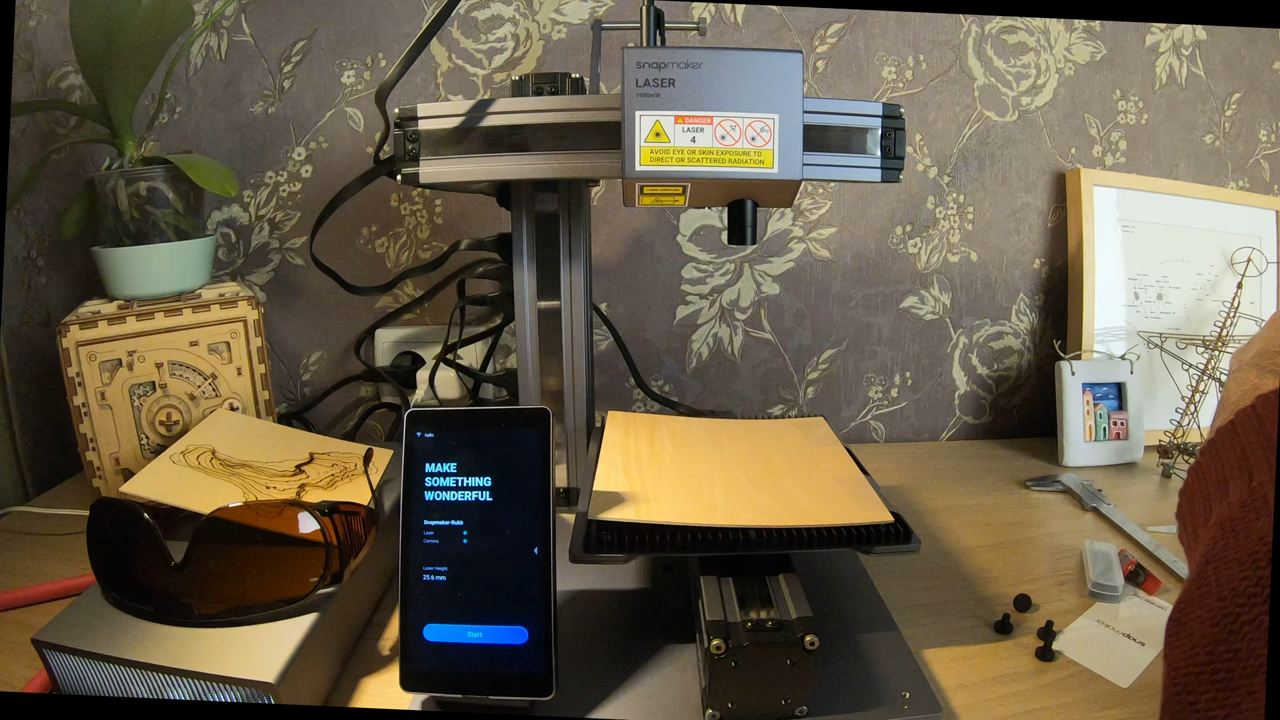 snapmaker
LASER
1600mW
DANGER
LASER
4
AVOID EYE OR SKIN EXPOSURE TO
DIRECT OR SCATTERED RADIATION
hello
MAKE
SOMETHING
WONDERFUL
Snapmaker-Rukh
Laser
Camera
Laser Height
25.6 mm
Start
snapmaker